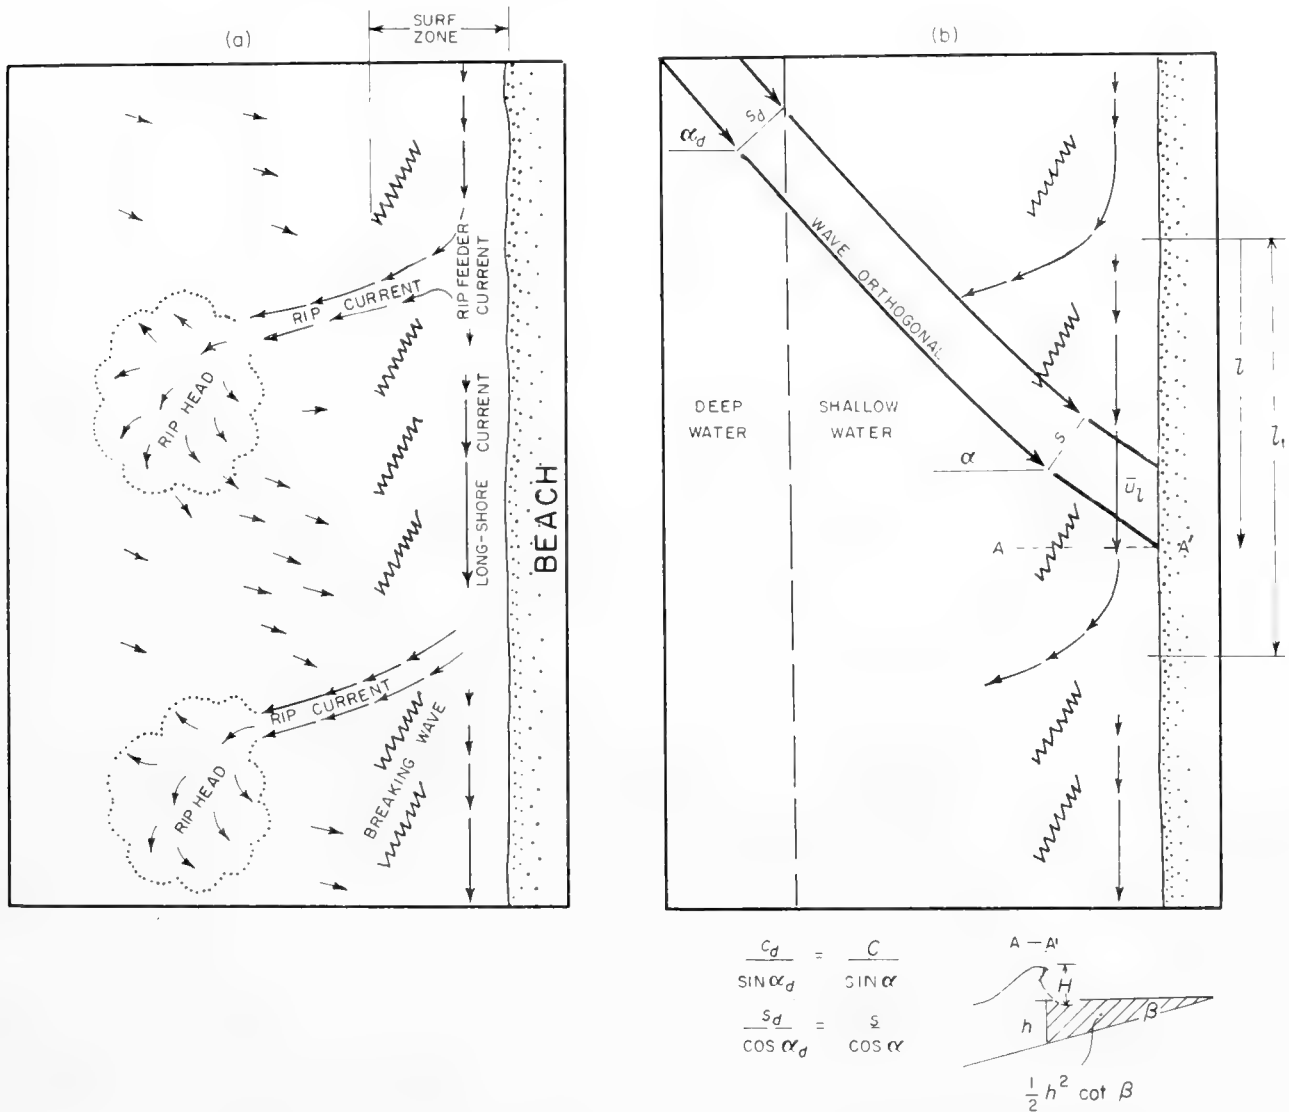 (a)
SURF
ZONE
RIP CURRENT
RIP FEEDER
CURRENT
RIP HEAD
LONG-SHORE CURRENT
BEACH
RIP CURRENT
RIP HEAD
BREAKING WAVE
(b)
α_d
s_d
WAVE ORTHOGONAL
DEEP
WATER
SHALLOW
WATER
α
s
ū_l
A
A'
l
l'
C_d / SIN α_d = C / SIN α
s_d / COS α_d = s / COS α
A — A'
H
h
β
1/2 h² cot β